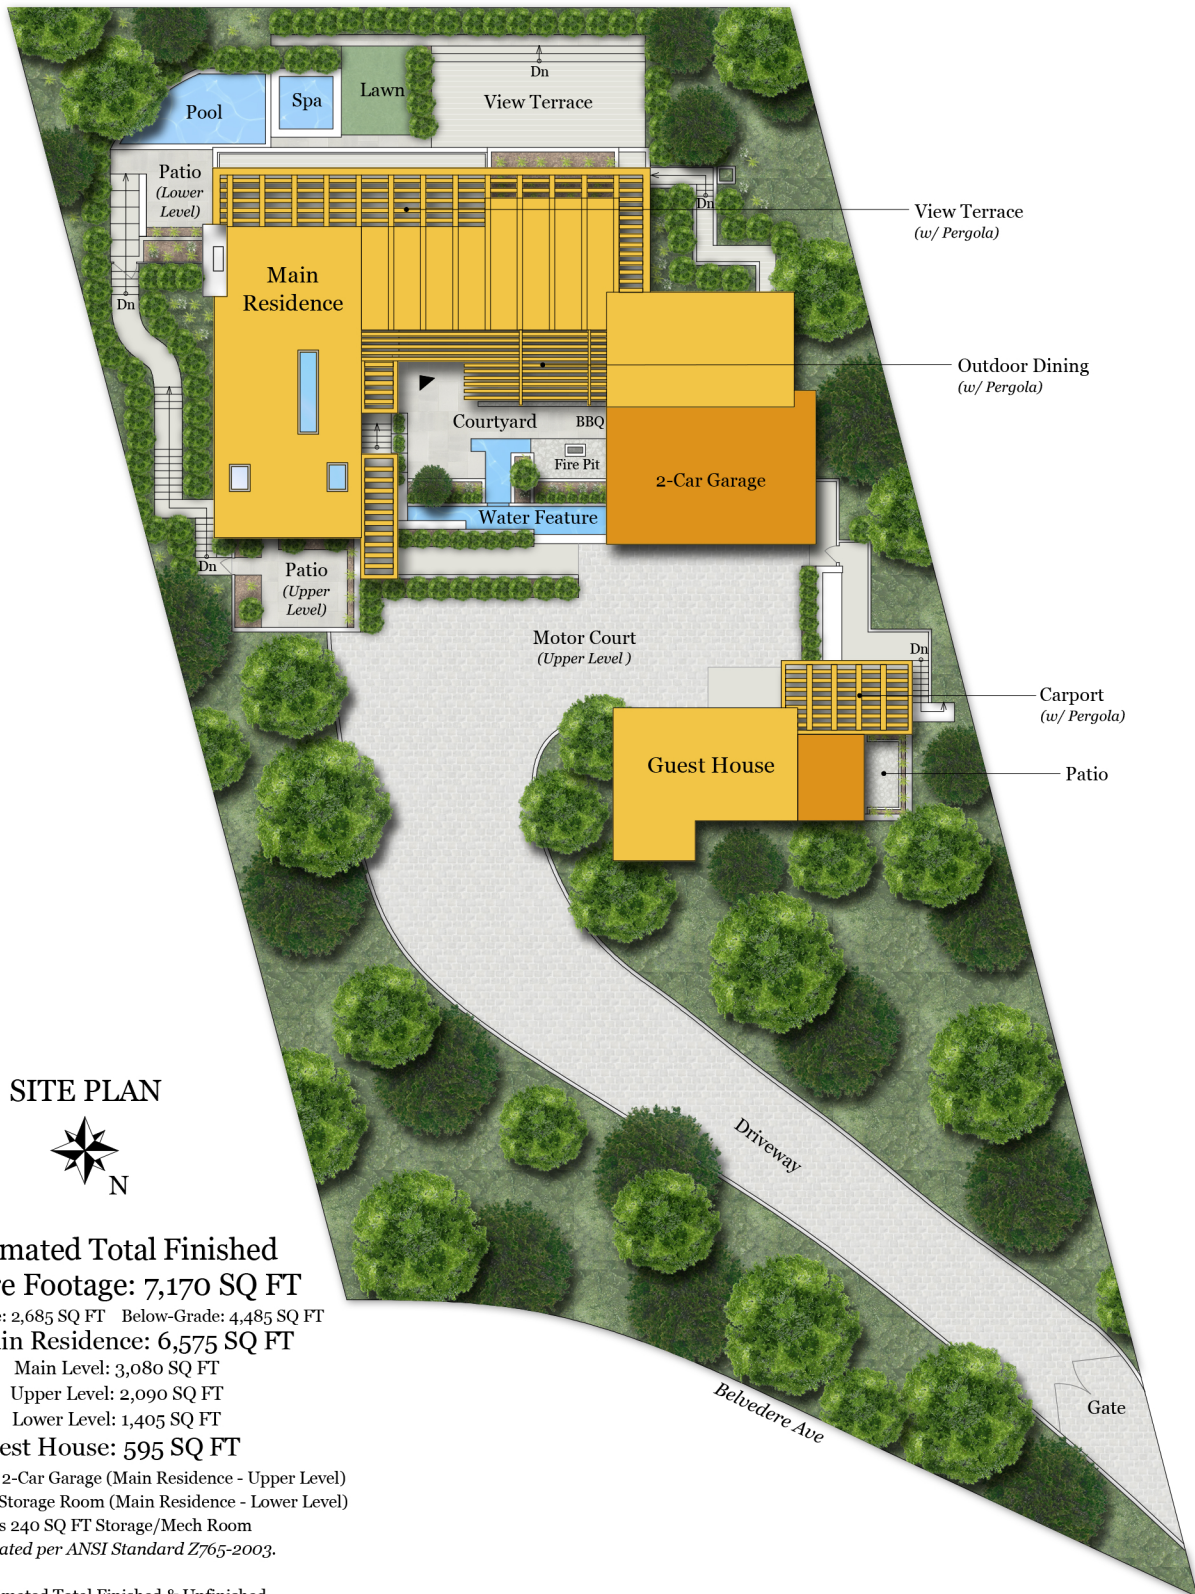 Pool
Spa
Lawn
Dn
View Terrace
Patio
(Lower
Level)
Dn
View Terrace
(w/ Pergola)
Main
Residence
Dn
Outdoor Dining
(w/ Pergola)
Courtyard
BBQ
Fire Pit
2-Car Garage
Water Feature
Dn
Patio
(Upper
Level)
Motor Court
(Upper Level )
Dn
Carport
(w/ Pergola)
Guest House
Patio
SITE PLAN
N
Driveway
Total Finished
Footage: 7,170 SQ FT
2,685 SQ FT Below-Grade: 4,485 SQ FT
Residence: 6,575 SQ FT
Main Level: 3,080 SQ FT
Upper Level: 2,090 SQ FT
Lower Level: 1,405 SQ FT
House: 595 SQ FT
2-Car Garage (Main Residence - Upper Level)
Storage Room (Main Residence - Lower Level)
240 SQ FT Storage/Mech Room
per ANSI Standard Z765-2003.
Total Finished & Unfinished
Belvedere Ave
Gate